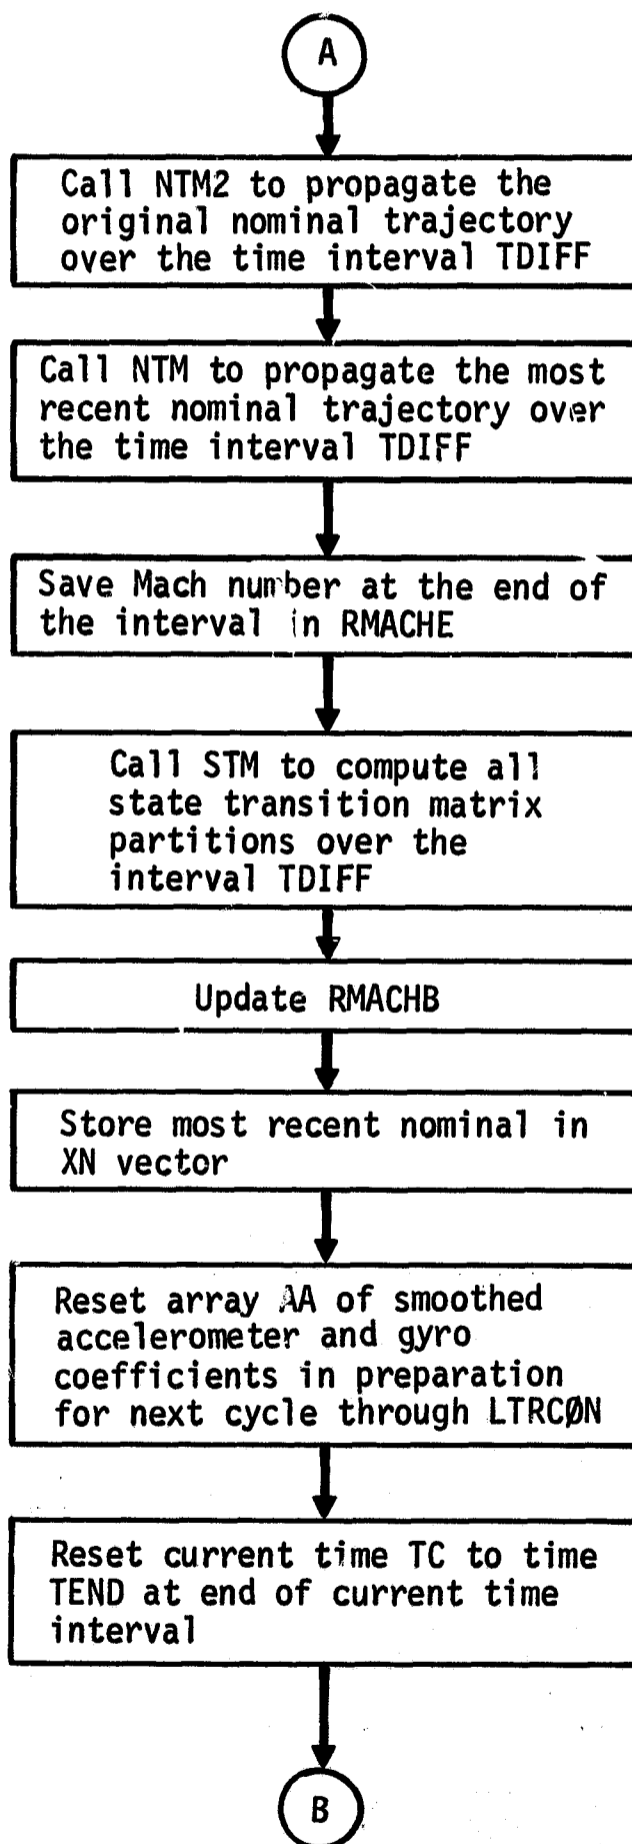 A
Call NTM2 to propagate the
original nominal trajectory
over the time interval TDIFF
Call NTM to propagate the most
recent nominal trajectory over
the time interval TDIFF
Save Mach number at the end of
the interval in RMACHE
Call STM to compute all
state transition matrix
partitions over the
interval TDIFF
Update RMACHB
Store most recent nominal in
XN vector
Reset array AA of smoothed
accelerometer and gyro
coefficients in preparation
for next cycle through LTRCØN
Reset current time TC to time
TEND at end of current time
interval
B